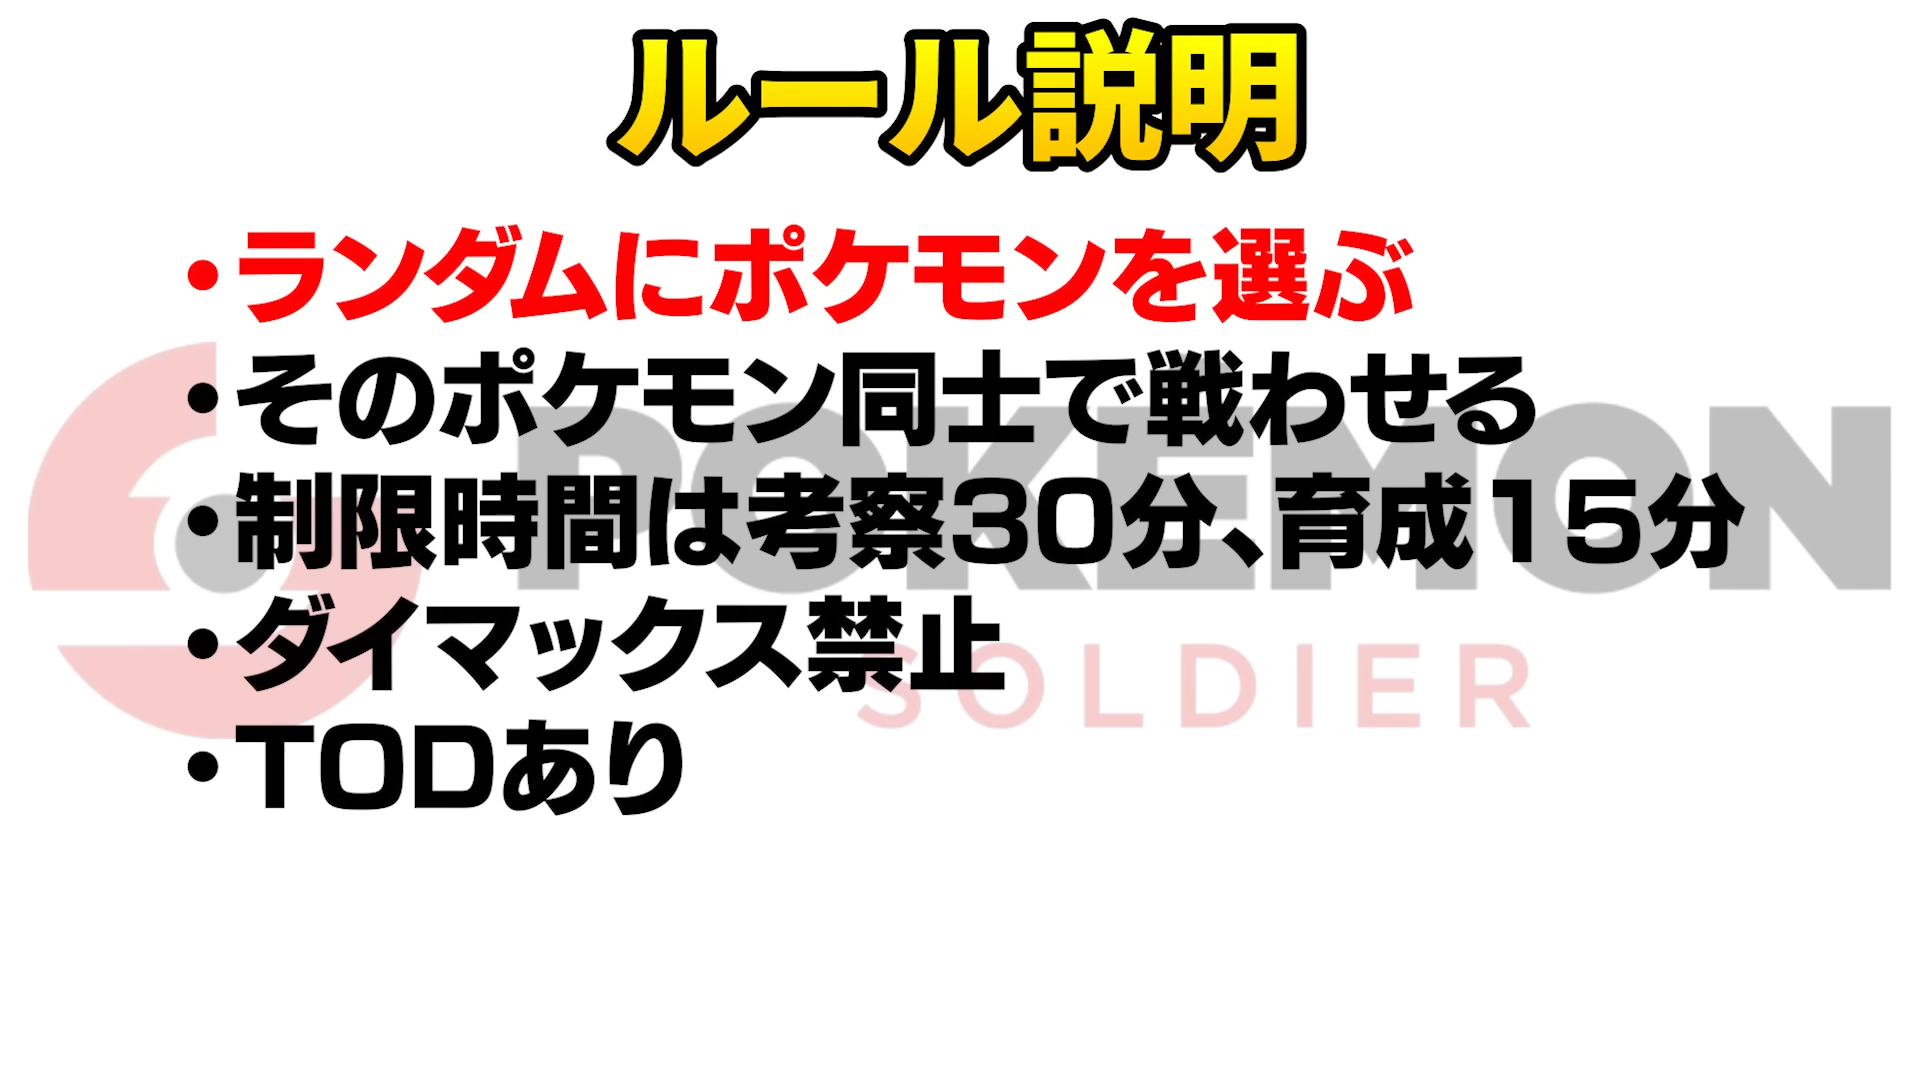 ルール説明
・ランダムにポケモンを選ぶ
・そのポケモン同士で戦わせる
・制限時間は考察30分、育成15分
・ダイマックス禁止
・TODあり
POKEMON
SOLDIER